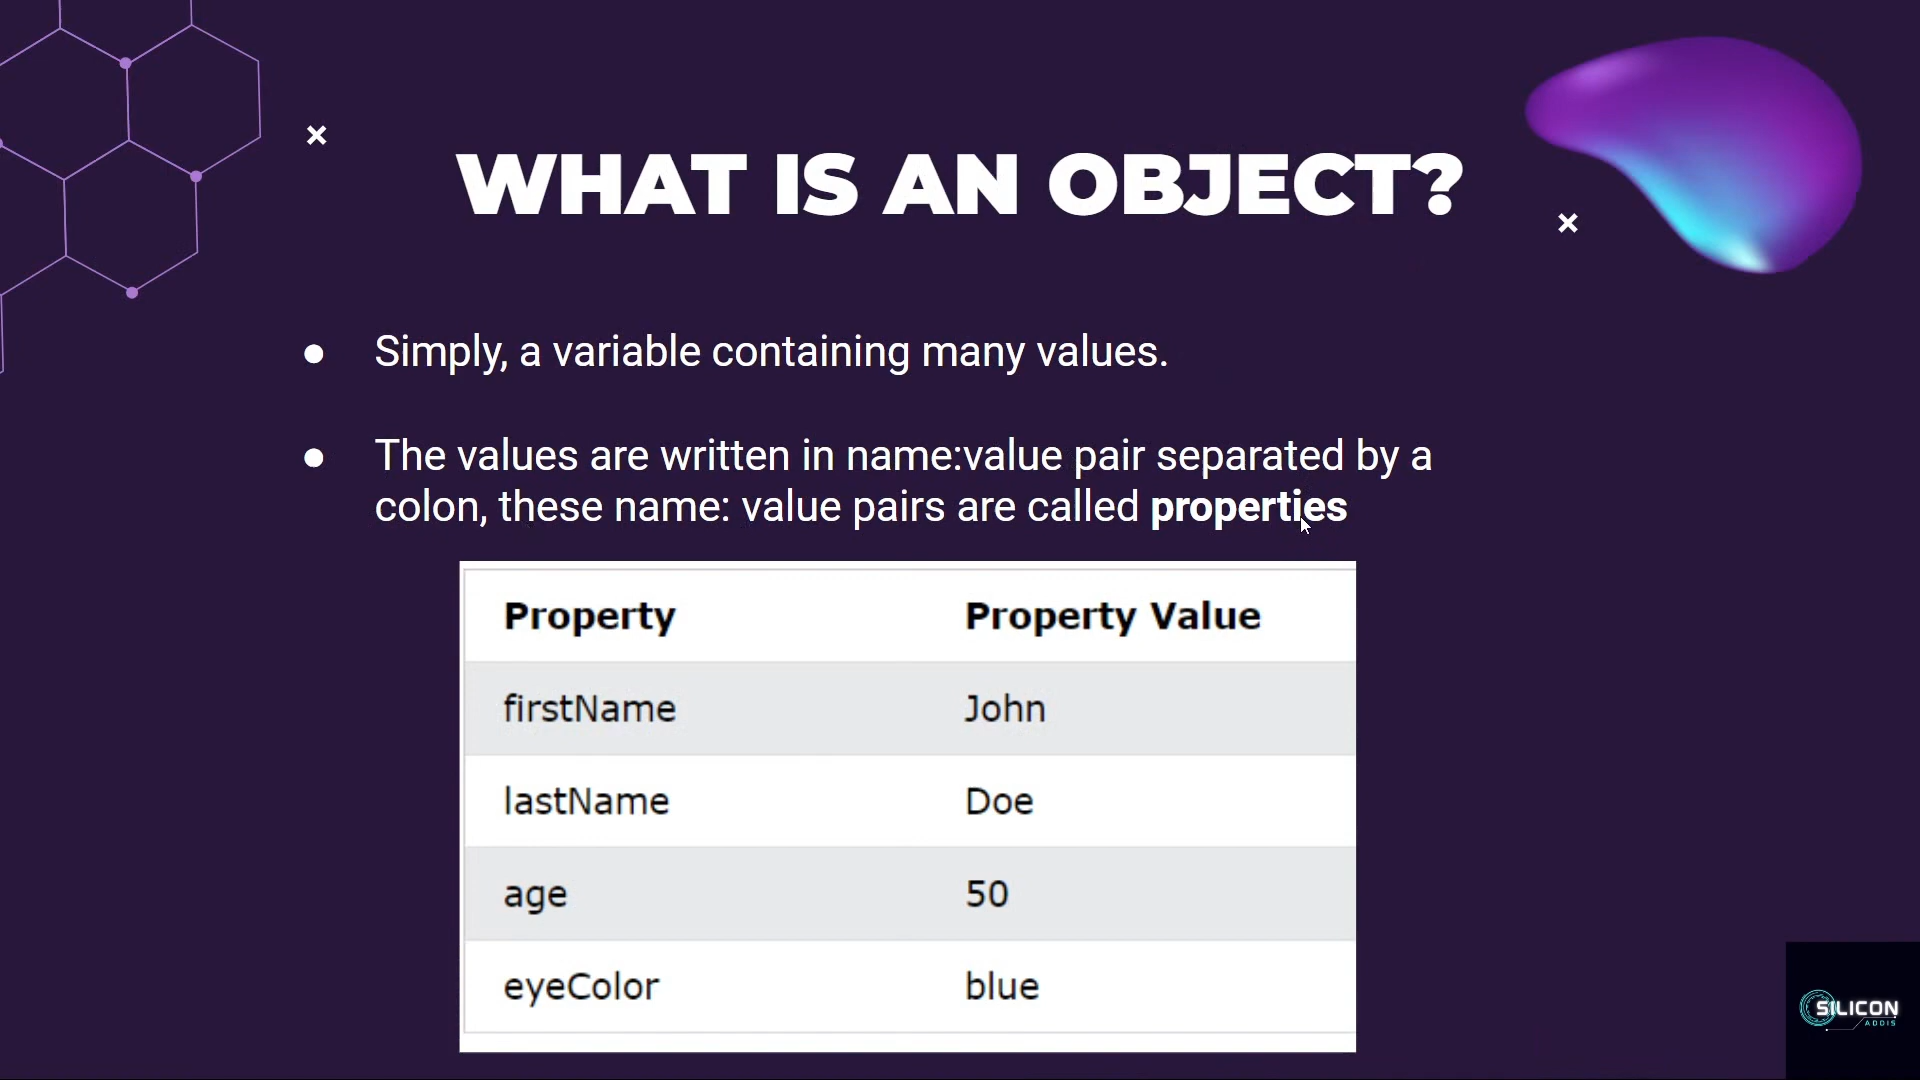 WHAT IS AN OBJECT?
● Simply, a variable containing many values.
● The values are written in name:value pair separated by a
colon, these name: value pairs are called properties
Property Property Value
firstName John
lastName Doe
age 50
eyeColor blue
SILICON
ADDIS